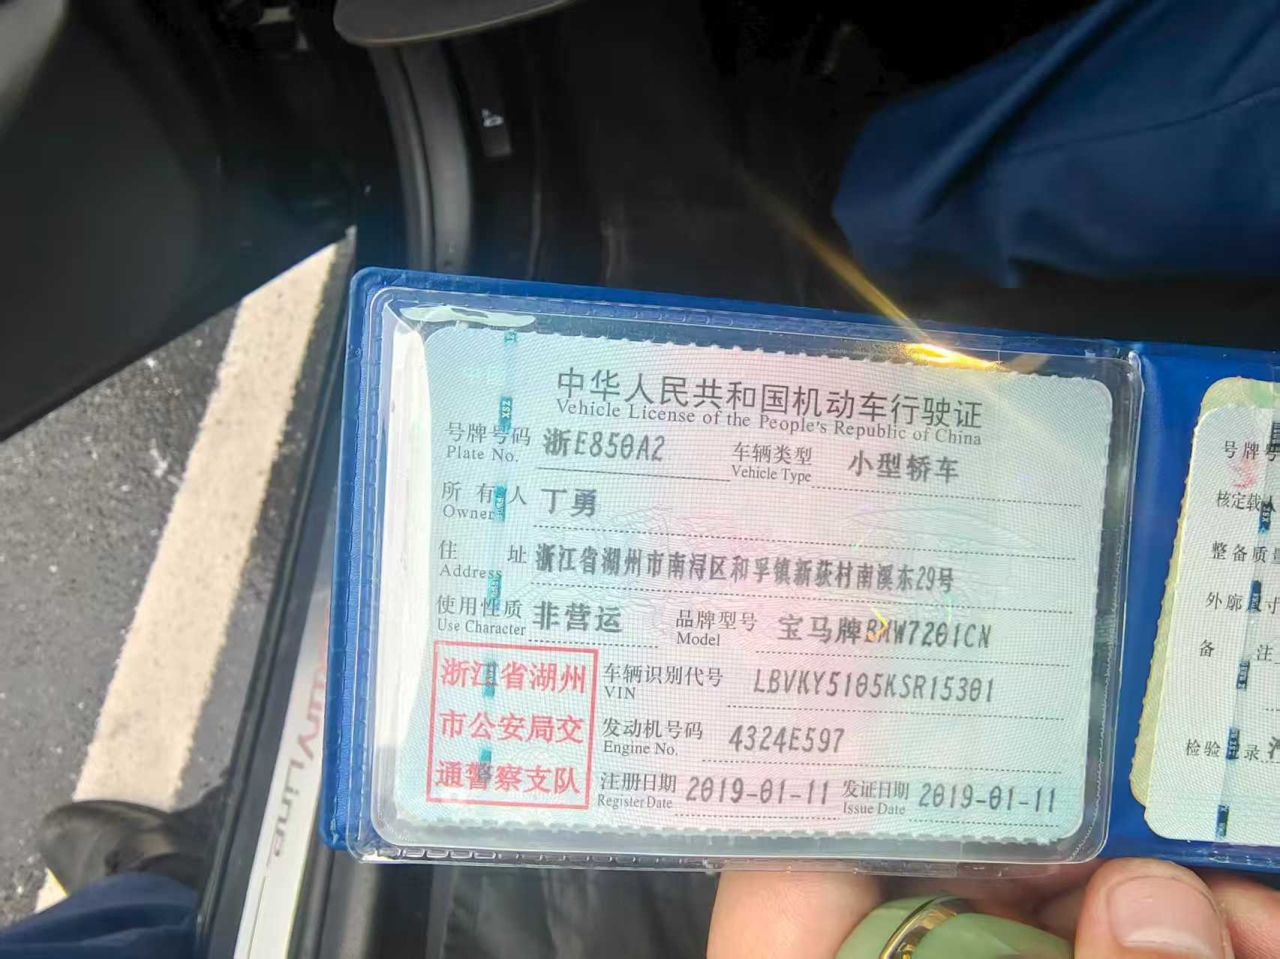 中华人民共和国机动车行驶证
Vehicle License of the People's Republic of China
号牌号码 浙E850A2 车辆类型 小型轿车
Plate No. Vehicle Type
所有人 丁勇
Owner
住址 浙江省湖州市南浔区和孚镇新荻村南溪东29号
Address
使用性质 非营运 品牌型号 宝马牌BMW7201CN
Use Character Model
浙江省湖州
市公安局交
通警察支队
车辆识别代号 LBVKY5105KSR15301
VIN
发动机号码 4324E597
Engine No.
注册日期 2019-01-11 发证日期 2019-01-11
Register Date Issue Date
号牌号
核定载人
整备质量
外廓尺寸
备注
检验记录